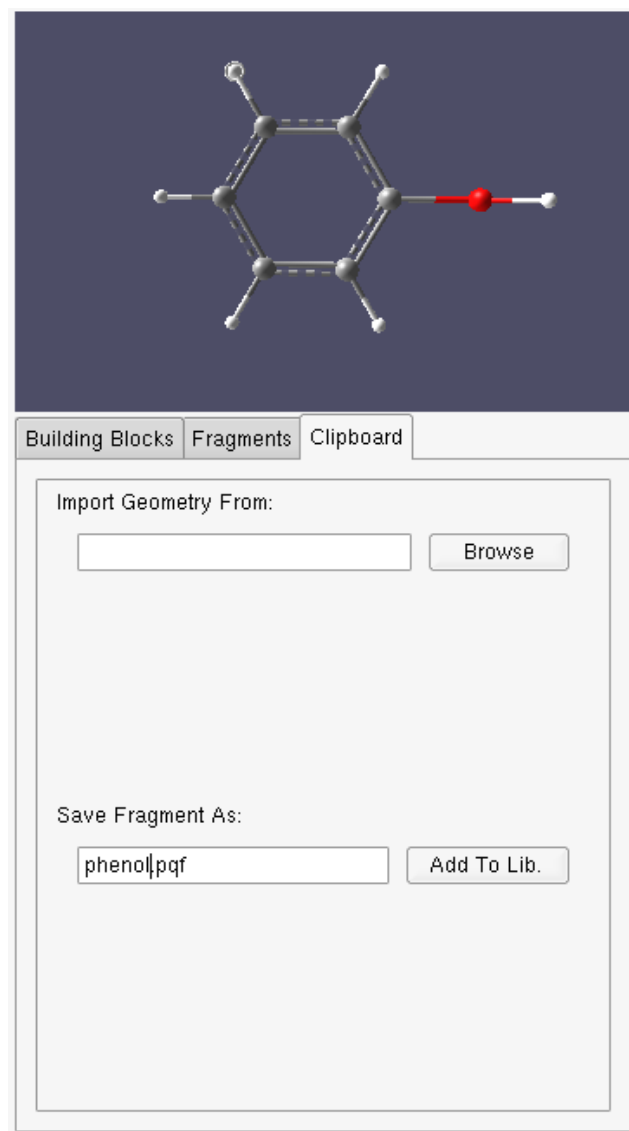 Building Blocks Fragments Clipboard
Import Geometry From:
Browse
Save Fragment As:
phenol.pqf Add To Lib.